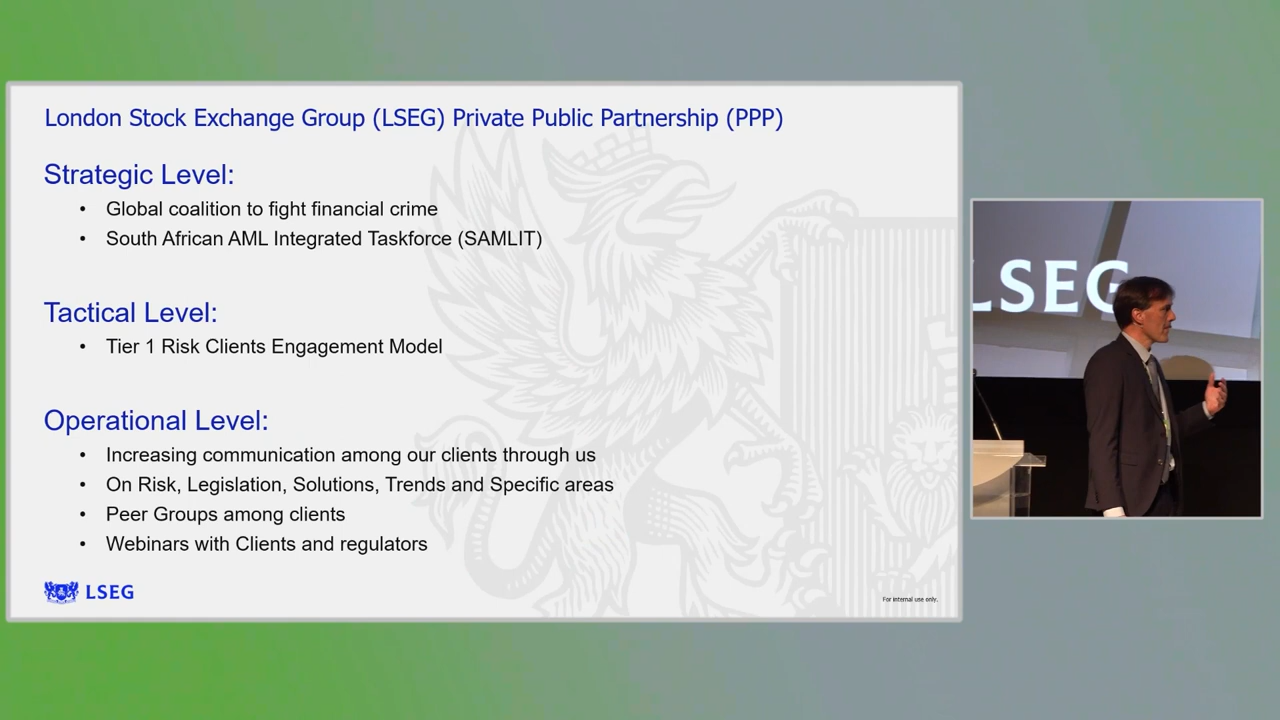 London Stock Exchange Group (LSEG) Private Public Partnership (PPP)
Strategic Level:
• Global coalition to fight financial crime
• South African AML Integrated Taskforce (SAMLIT)
Tactical Level:
• Tier 1 Risk Clients Engagement Model
Operational Level:
• Increasing communication among our clients through us
• On Risk, Legislation, Solutions, Trends and Specific areas
• Peer Groups among clients
• Webinars with Clients and regulators
LSEG
For internal use only.
LSEG